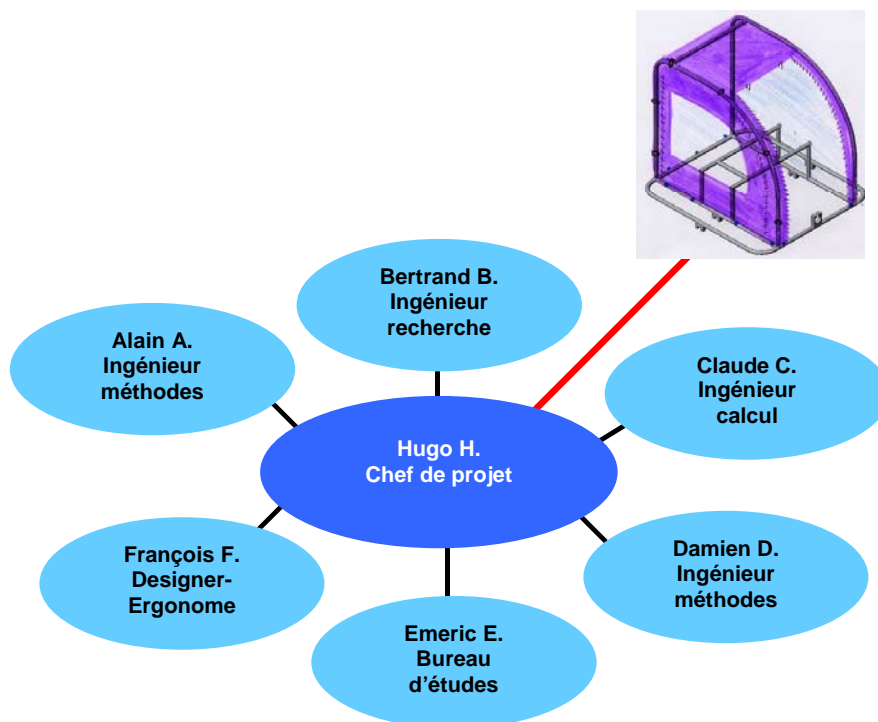 Bertrand B.
Ingénieur
recherche
Alain A.
Ingénieur
méthodes
Claude C.
Ingénieur
calcul
Hugo H.
Chef de projet
François F.
Designer-
Ergonome
Damien D.
Ingénieur
méthodes
Emeric E.
Bureau
d'études